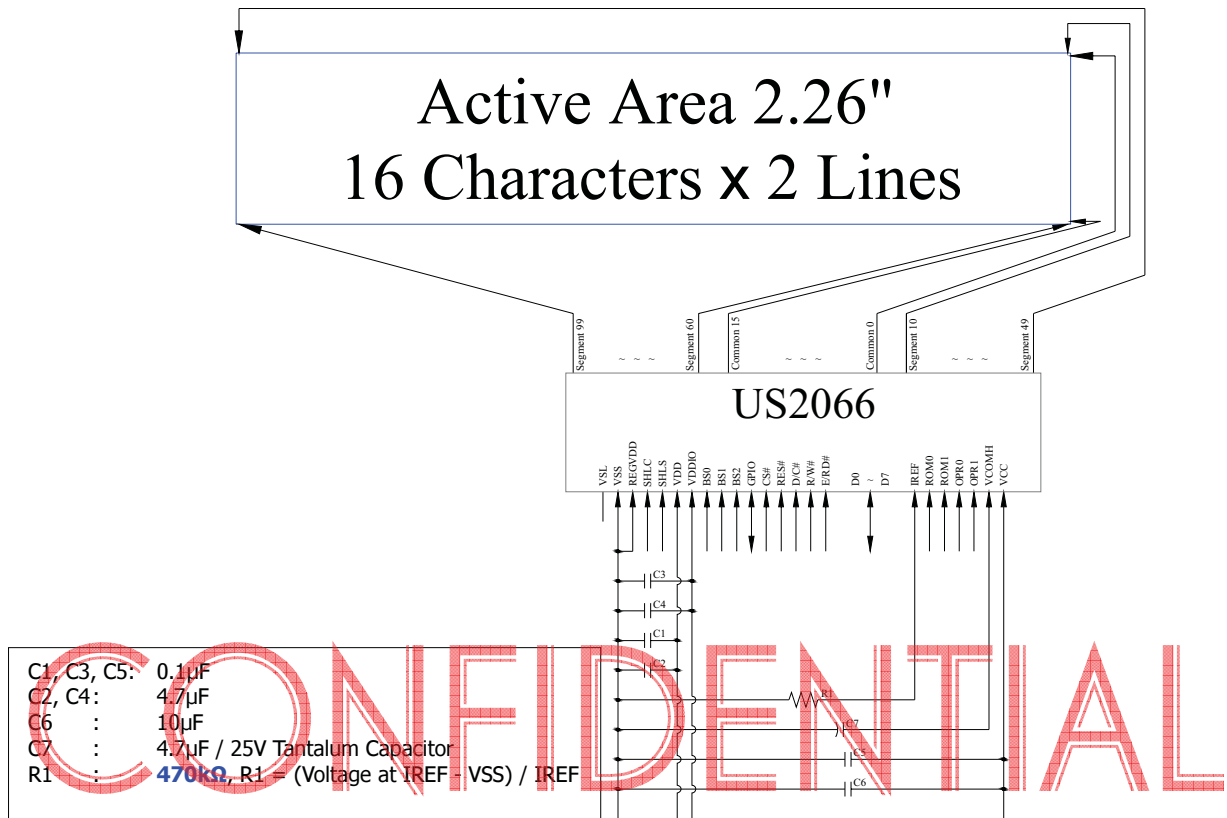 Active Area 2.26"
16 Characters x 2 Lines
Segment 99
~ ~ ~
Segment 60
Common 15
~ ~ ~
Common 0
Segment 10
~ ~ ~
Segment 49
US2066
VSL
VSS
REGVDD
SHLC
SHLS
VDD
VDDIO
BS0
BS1
BS2
GPIO
CS#
RES#
D/C#
R/W#
E/RD#
D0
~
D7
IREF
ROM0
ROM1
OPR0
OPR1
VCOMH
VCC
C3
C4
C1
C2
R1
C7
C5
C6
C1, C3, C5: 0.1µF
C2, C4: 4.7µF
C6 : 10µF
C7 : 4.7µF / 25V Tantalum Capacitor
R1 : 470kΩ, R1 = (Voltage at IREF - VSS) / IREF
CONFIDENTIAL